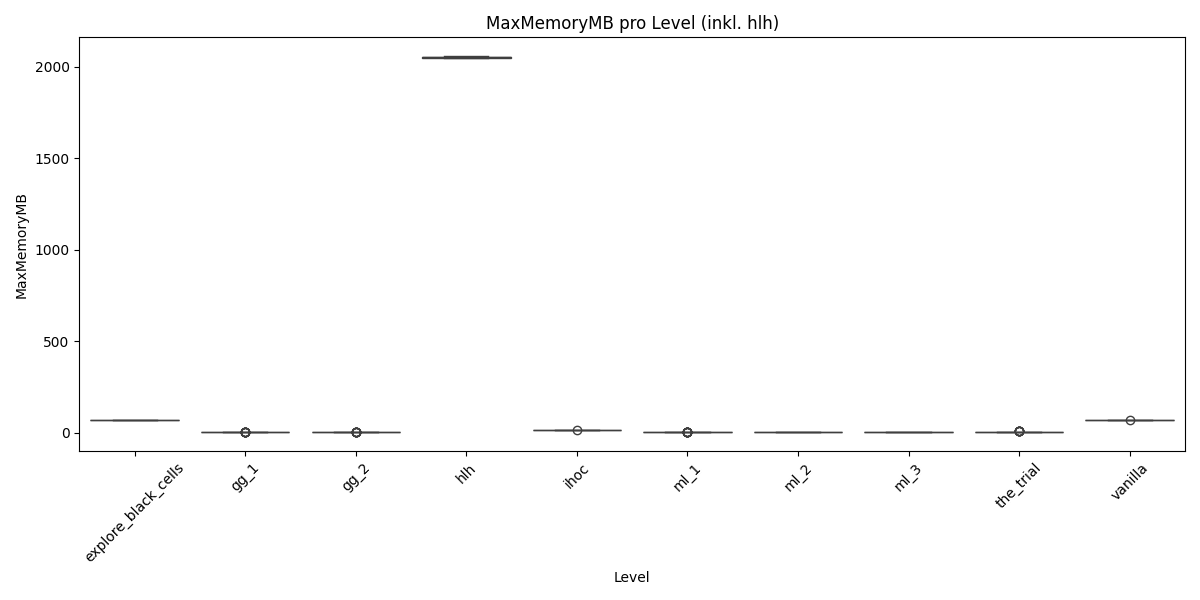 MaxMemoryMB pro Level (inkl. hlh)
MaxMemoryMB
2000
1500
1000
500
0
explore_black_cells
gg_1
gg_2
hlh
ihoc
ml_1
ml_2
ml_3
the_trial
vanilla
Level